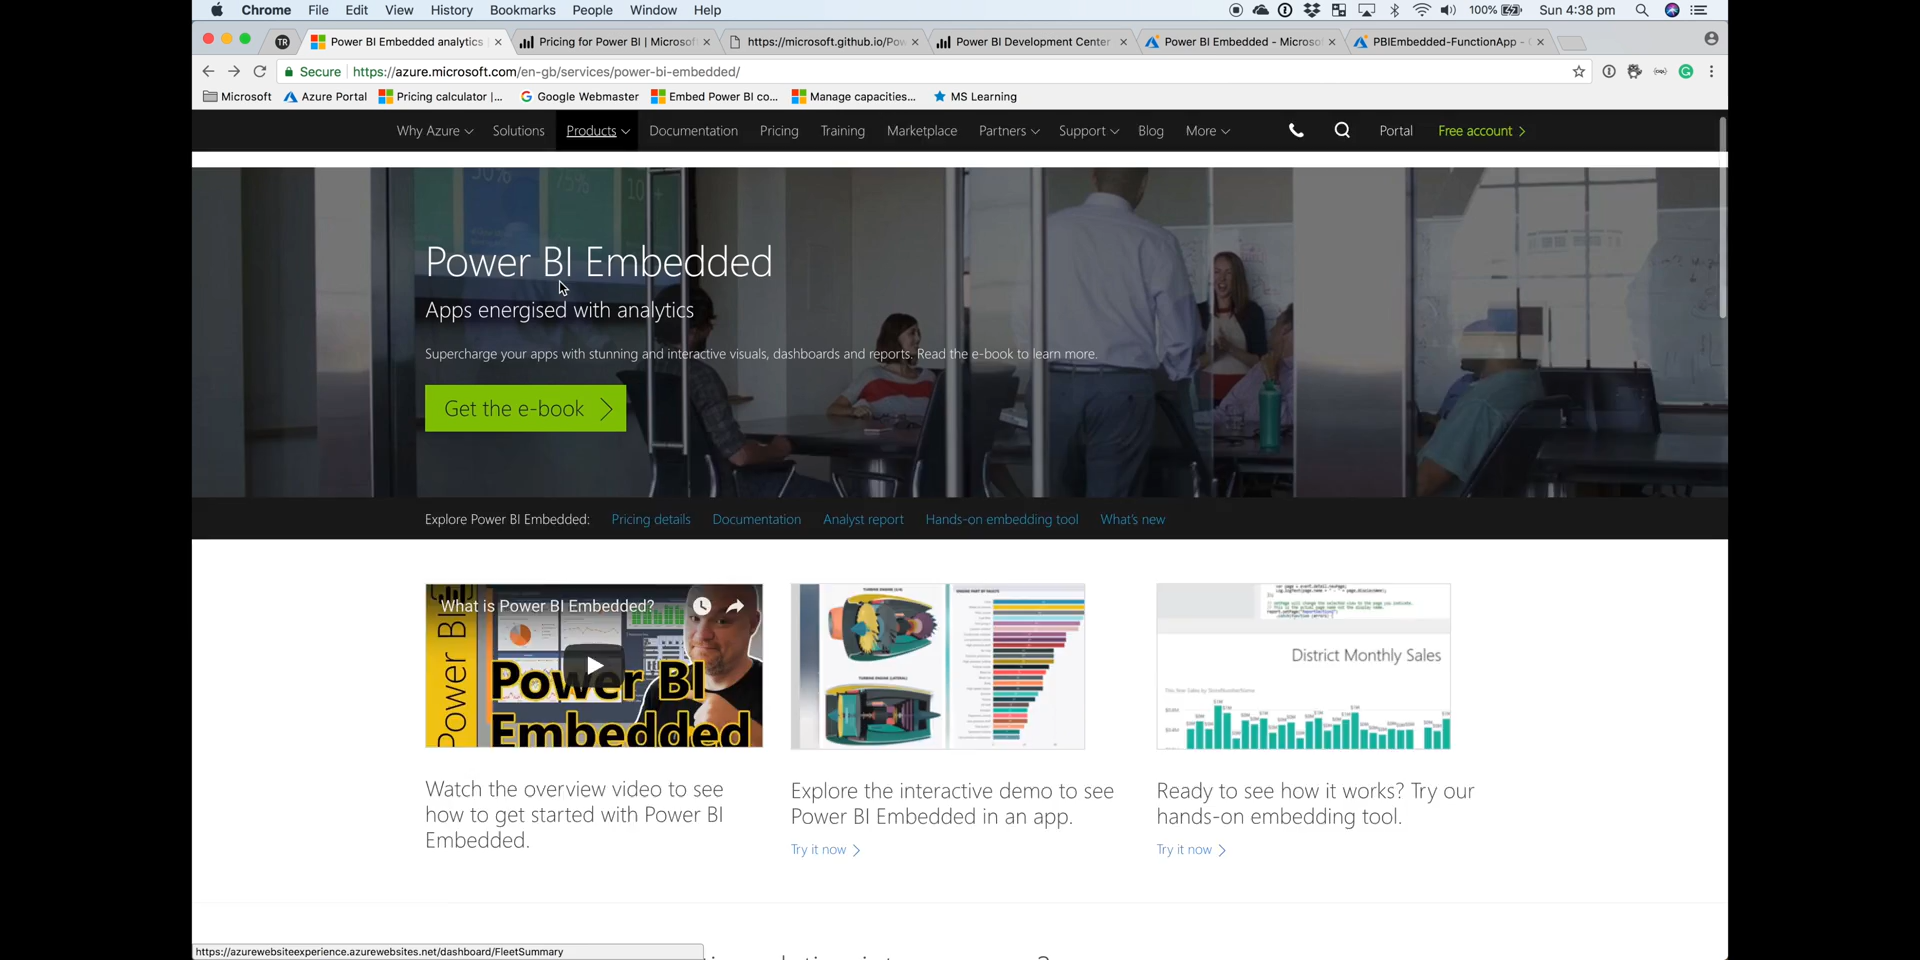 Chrome File Edit View History Bookmarks People Window Help 100% Sun 4:38 pm
TR Power BI Embedded analytics Pricing for Power BI | Microsof https://microsoft.github.io/Pow Power BI Development Center Power BI Embedded - Microso PBIEmbedded-FunctionApp -
Secure https://azure.microsoft.com/en-gb/services/power-bi-embedded/
Microsoft Azure Portal Pricing calculator |... Google Webmaster Embed Power BI co... Manage capacities... MS Learning
Why Azure Solutions Products Documentation Pricing Training Marketplace Partners Support Blog More Portal Free account
50% 75% 10+
Power BI Embedded
Apps energised with analytics
Supercharge your apps with stunning and interactive visuals, dashboards and reports. Read the e-book to learn more.
Get the e-book
Explore Power BI Embedded: Pricing details Documentation Analyst report Hands-on embedding tool What's new
What is Power BI Embedded?
Power BI
Power BI
Embedded
District Monthly Sales
Watch the overview video to see
how to get started with Power BI
Embedded.
Explore the interactive demo to see
Power BI Embedded in an app.
Try it now
Ready to see how it works? Try our
hands-on embedding tool.
Try it now
https://azurewebsiteexperience.azurewebsites.net/dashboard/FleetSummary